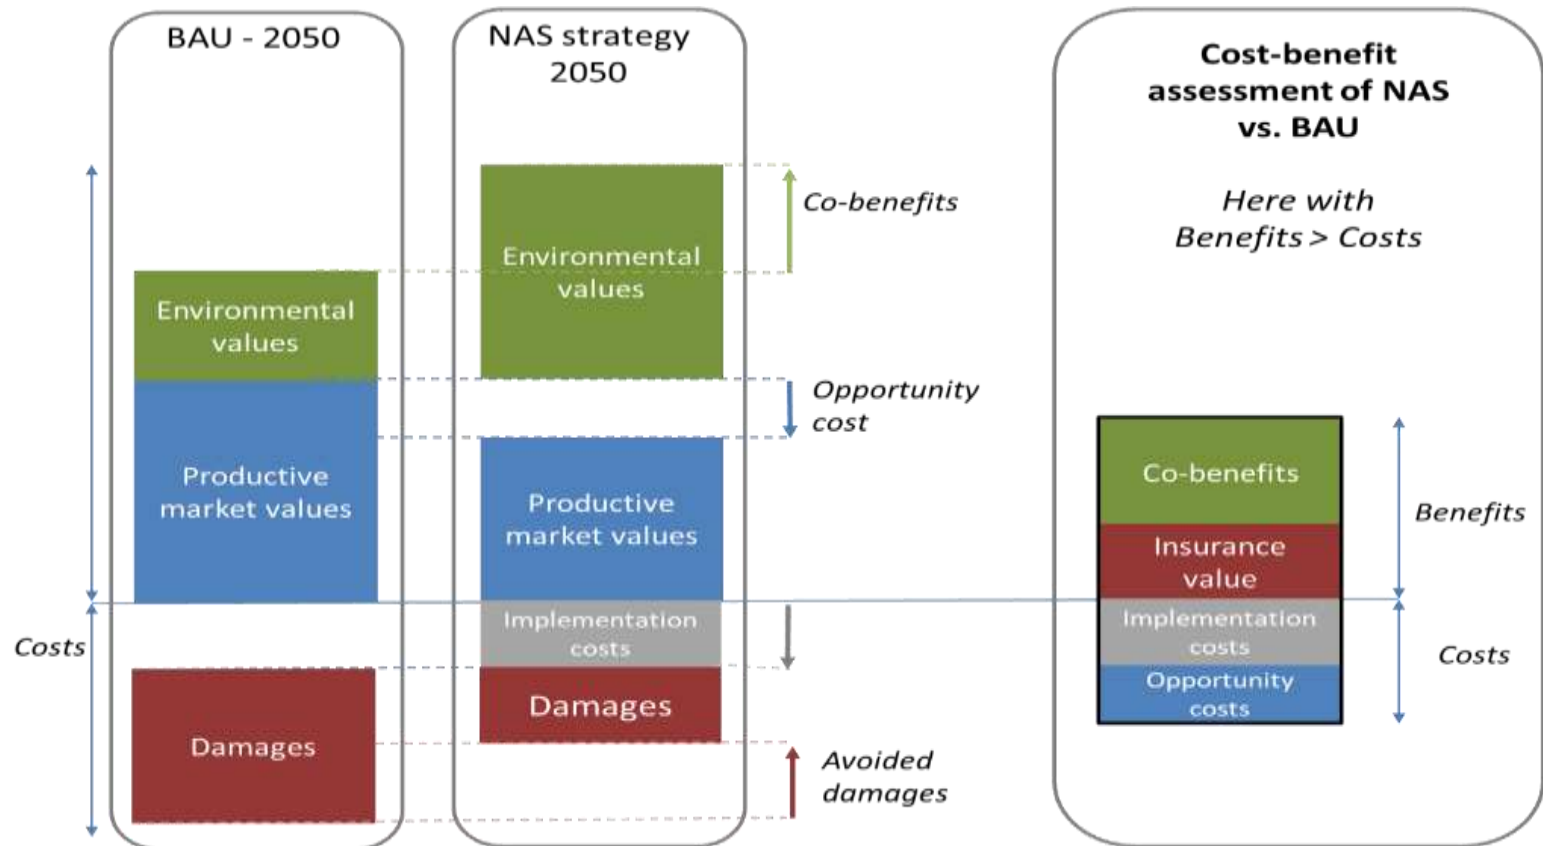 BAU - 2050
Environmental
values
Productive
market values
Damages
Costs
NAS strategy
2050
Environmental
values
Productive
market values
Implementation
costs
Damages
Co-benefits
Opportunity
cost
Avoided
damages
Cost-benefit
assessment of NAS
vs. BAU
Here with
Benefits > Costs
Co-benefits
Insurance
value
Implementation
costs
Opportunity
costs
Benefits
Costs